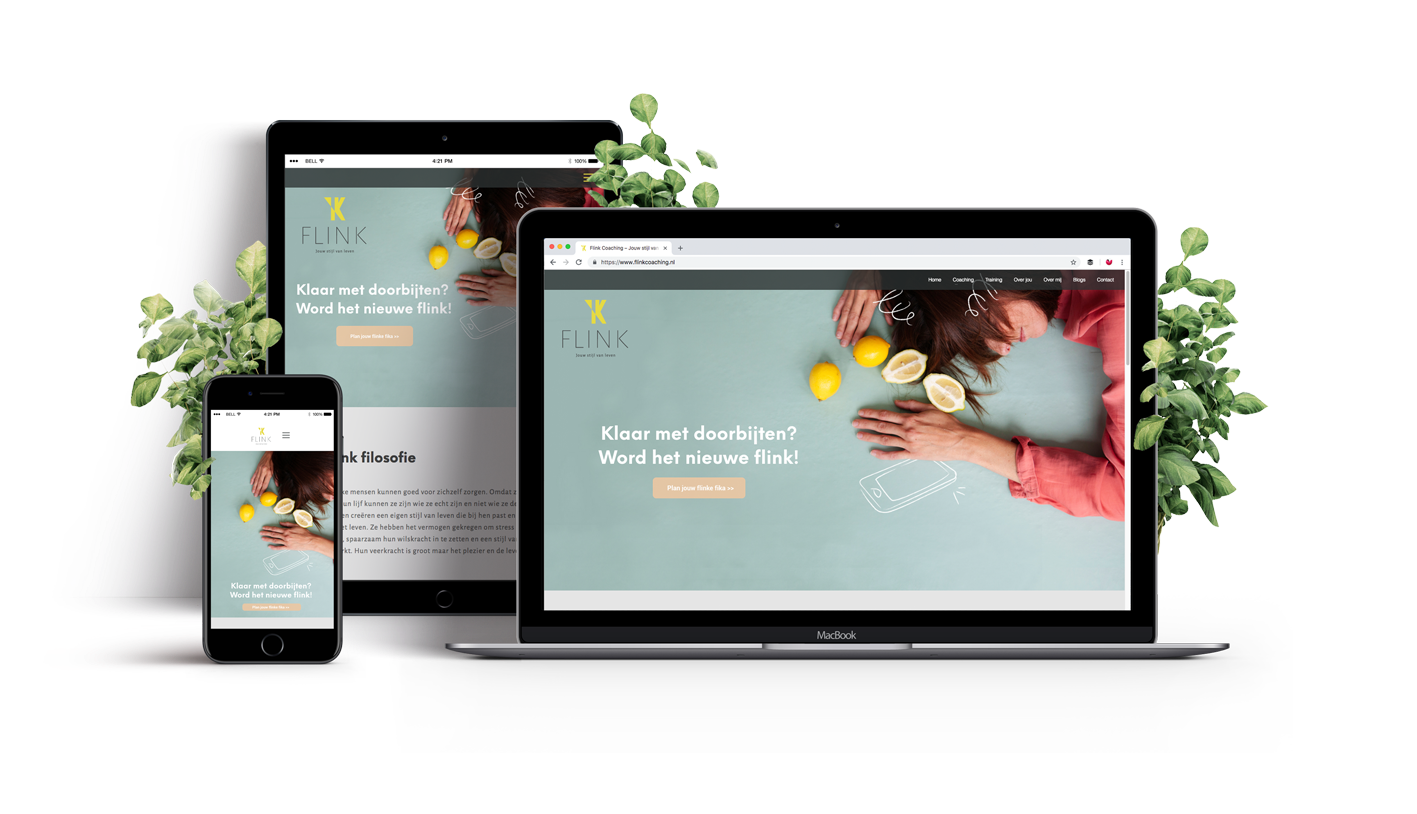 BELL
4:21 PM
100%
FLINK
Jouw stijl van leven
Klaar met doorbijten?
Word het nieuwe flink!
Plan jouw flinke fika >>
nk filosofie
ke mensen kunnen goed voor zichzelf zorgen. Omdat z
un lijf kunnen ze zijn wie ze echt zijn en niet wie ze de
en creëren een eigen stijl van leven die bij hen past en
et leven. Ze hebben het vermogen gekregen om stress
, spaarzaam hun wilskracht in te zetten en een stijl va
rkt. Hun veerkracht is groot maar het plezier en de leve
BELL
4:21 PM
100%
FLINK
Klaar met doorbijten?
Word het nieuwe flink!
Plan jouw flinke fika >>
Flink Coaching – Jouw stijl van
https://www.flinkcoaching.nl
Home Coaching Training Over jou Over mij Blogs Contact
FLINK
Jouw stijl van leven
Klaar met doorbijten?
Word het nieuwe flink!
Plan jouw flinke fika >>
MacBook